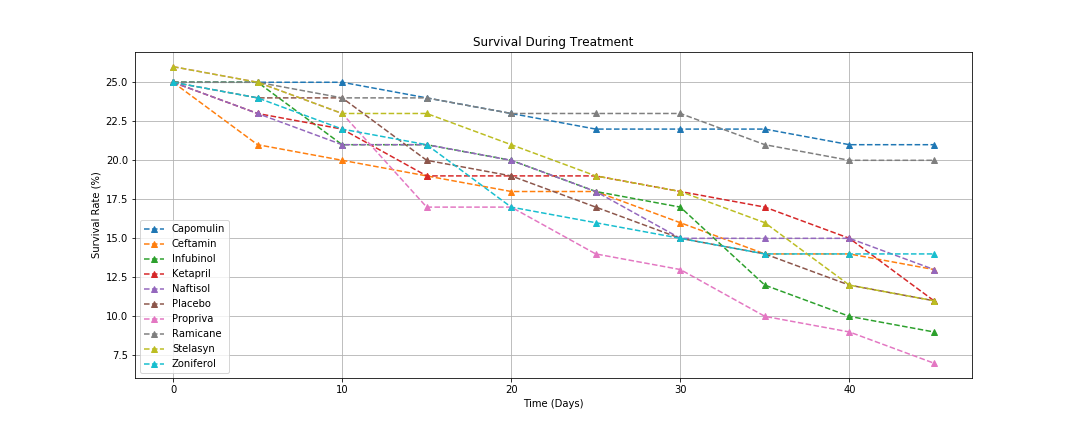 Survival During Treatment
25.0
22.5
20.0
17.5
15.0
12.5
10.0
7.5
Survival Rate (%)
Capomulin
Ceftamin
Infubinol
Ketapril
Naftisol
Placebo
Propriva
Ramicane
Stelasyn
Zoniferol
0 10 20 30 40
Time (Days)